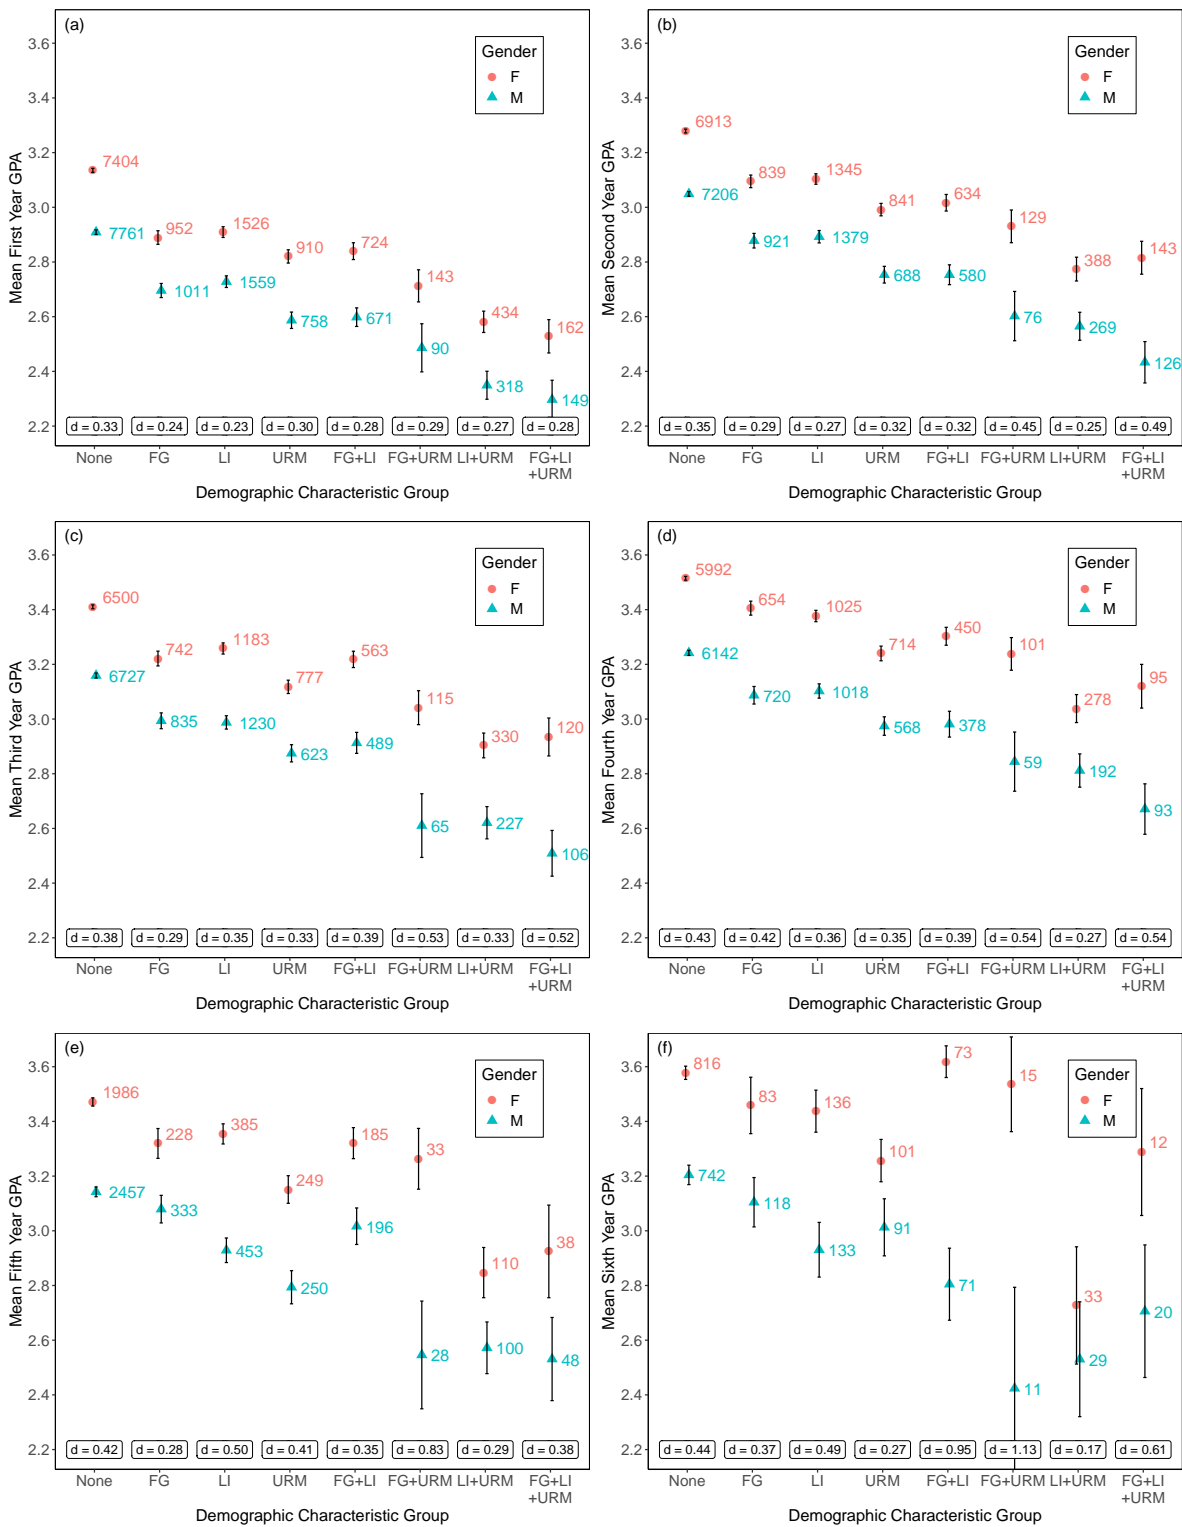 (a)
Mean First Year GPA
3.6
3.4
3.2
3.0
2.8
2.6
2.4
2.2
Gender
F
M
7404
952
1526
910
724
143
434
162
7761
1011
1559
758
671
90
318
149
d = 0.33
d = 0.24
d = 0.23
d = 0.30
d = 0.28
d = 0.29
d = 0.27
d = 0.28
None
FG
LI
URM
FG+LI
FG+URM
LI+URM
FG+LI
+URM
Demographic Characteristic Group
(b)
Mean Second Year GPA
3.6
3.4
3.2
3.0
2.8
2.6
2.4
2.2
Gender
F
M
6913
839
1345
841
634
129
388
143
7206
921
1379
688
580
76
269
126
d = 0.35
d = 0.29
d = 0.27
d = 0.32
d = 0.32
d = 0.45
d = 0.25
d = 0.49
None
FG
LI
URM
FG+LI
FG+URM
LI+URM
FG+LI
+URM
Demographic Characteristic Group
(c)
Mean Third Year GPA
3.6
3.4
3.2
3.0
2.8
2.6
2.4
2.2
Gender
F
M
6500
742
1183
777
563
115
330
120
6727
835
1230
623
489
65
227
106
d = 0.38
d = 0.29
d = 0.35
d = 0.33
d = 0.39
d = 0.53
d = 0.33
d = 0.52
None
FG
LI
URM
FG+LI
FG+URM
LI+URM
FG+LI
+URM
Demographic Characteristic Group
(d)
Mean Fourth Year GPA
3.6
3.4
3.2
3.0
2.8
2.6
2.4
2.2
Gender
F
M
5992
654
1025
714
450
101
278
95
6142
720
1018
568
378
59
192
93
d = 0.43
d = 0.42
d = 0.36
d = 0.35
d = 0.39
d = 0.54
d = 0.27
d = 0.54
None
FG
LI
URM
FG+LI
FG+URM
LI+URM
FG+LI
+URM
Demographic Characteristic Group
(e)
Mean Fifth Year GPA
3.6
3.4
3.2
3.0
2.8
2.6
2.4
2.2
Gender
F
M
1986
228
385
249
185
33
110
38
2457
333
453
250
196
28
100
48
d = 0.42
d = 0.28
d = 0.50
d = 0.41
d = 0.35
d = 0.83
d = 0.29
d = 0.38
None
FG
LI
URM
FG+LI
FG+URM
LI+URM
FG+LI
+URM
Demographic Characteristic Group
(f)
Mean Sixth Year GPA
3.6
3.4
3.2
3.0
2.8
2.6
2.4
2.2
Gender
F
M
816
83
136
101
73
15
33
12
742
118
133
91
71
11
29
20
d = 0.44
d = 0.37
d = 0.49
d = 0.27
d = 0.95
d = 1.13
d = 0.17
d = 0.61
None
FG
LI
URM
FG+LI
FG+URM
LI+URM
FG+LI
+URM
Demographic Characteristic Group